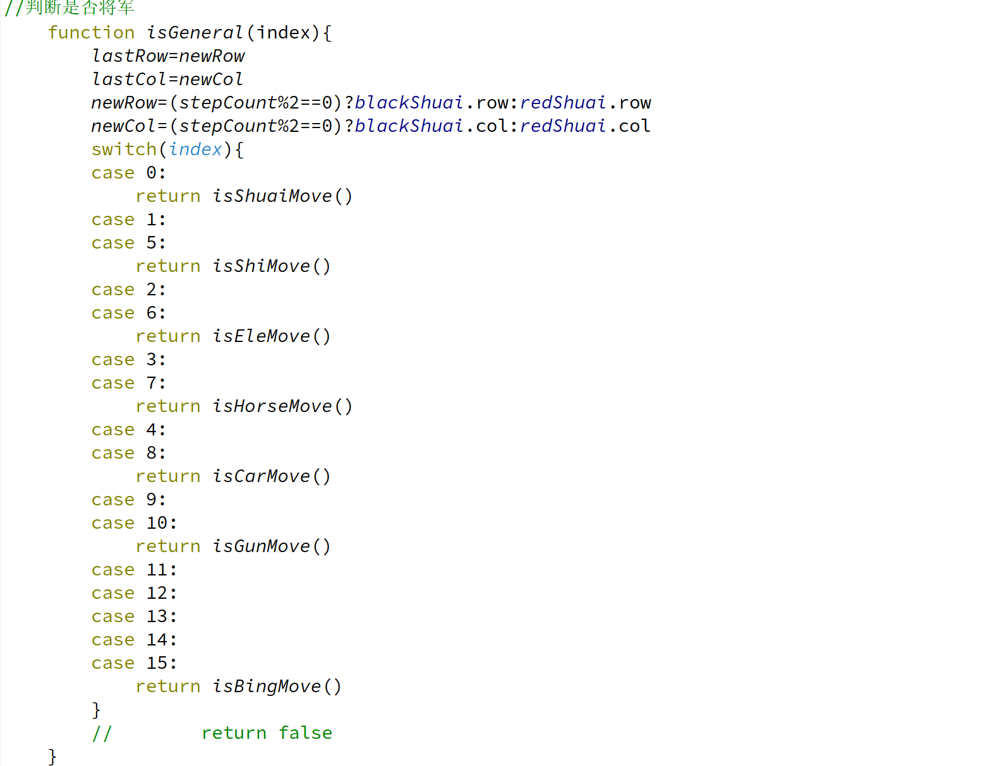 //判断是否将军
function isGeneral(index){
lastRow=newRow
lastCol=newCol
newRow=(stepCount%2==0)?blackShuai.row:redShuai.row
newCol=(stepCount%2==0)?blackShuai.col:redShuai.col
switch(index){
case 0:
return isShuaiMove()
case 1:
case 5:
return isShiMove()
case 2:
case 6:
return isEleMove()
case 3:
case 7:
return isHorseMove()
case 4:
case 8:
return isCarMove()
case 9:
case 10:
return isGunMove()
case 11:
case 12:
case 13:
case 14:
case 15:
return isBingMove()
}
// return false
}